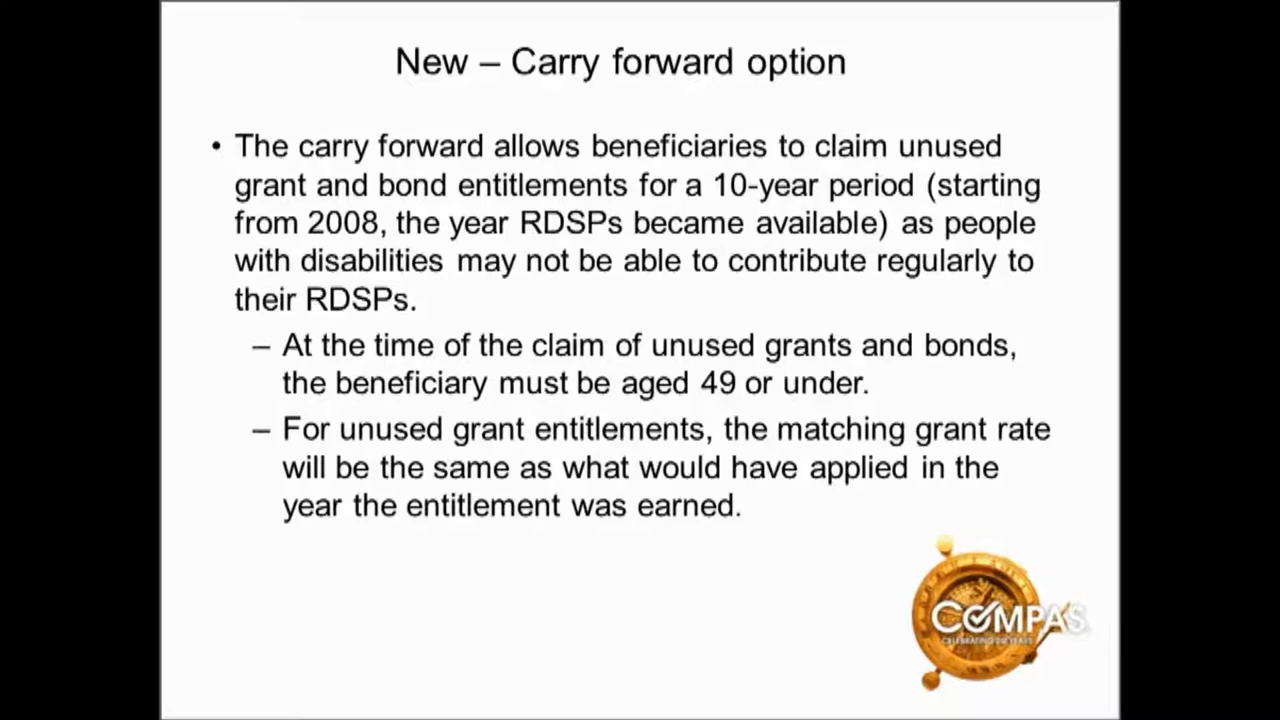 New – Carry forward option
• The carry forward allows beneficiaries to claim unused
grant and bond entitlements for a 10-year period (starting
from 2008, the year RDSPs became available) as people
with disabilities may not be able to contribute regularly to
their RDSPs.
– At the time of the claim of unused grants and bonds,
the beneficiary must be aged 49 or under.
– For unused grant entitlements, the matching grant rate
will be the same as what would have applied in the
year the entitlement was earned.
COMPAS
CELEBRATING